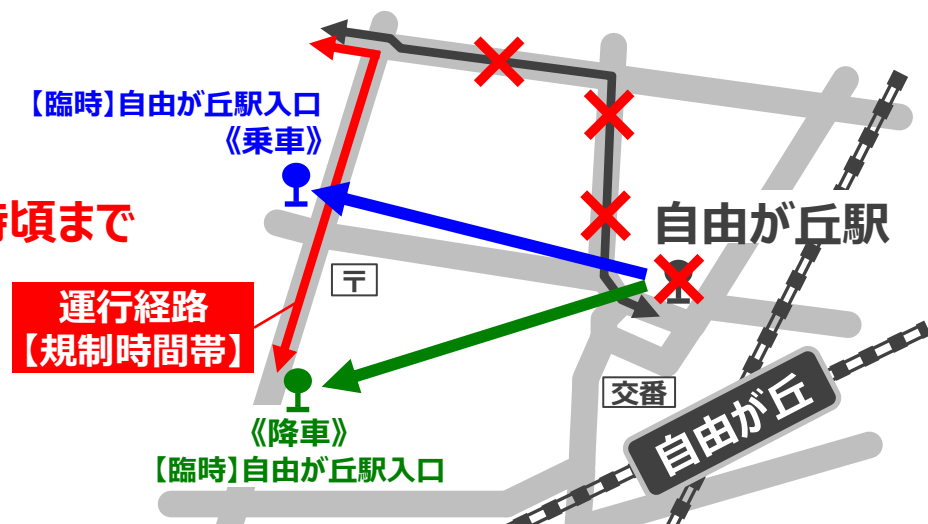 【臨時】自由が丘駅入口
《乗車》
時頃まで
自由が丘駅
〒
運行経路
【規制時間帯】
交番
自由が丘
《降車》
【臨時】自由が丘駅入口